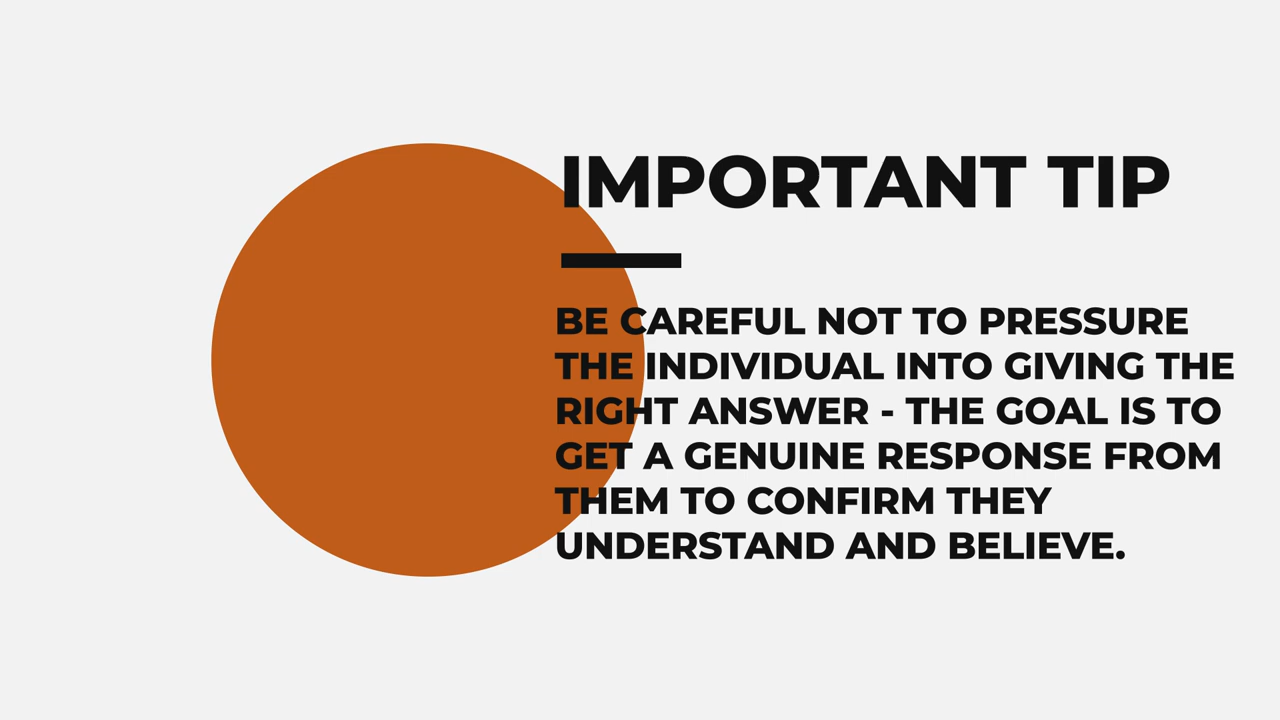 IMPORTANT TIP
BE CAREFUL NOT TO PRESSURE
THE INDIVIDUAL INTO GIVING THE
RIGHT ANSWER - THE GOAL IS TO
GET A GENUINE RESPONSE FROM
THEM TO CONFIRM THEY
UNDERSTAND AND BELIEVE.